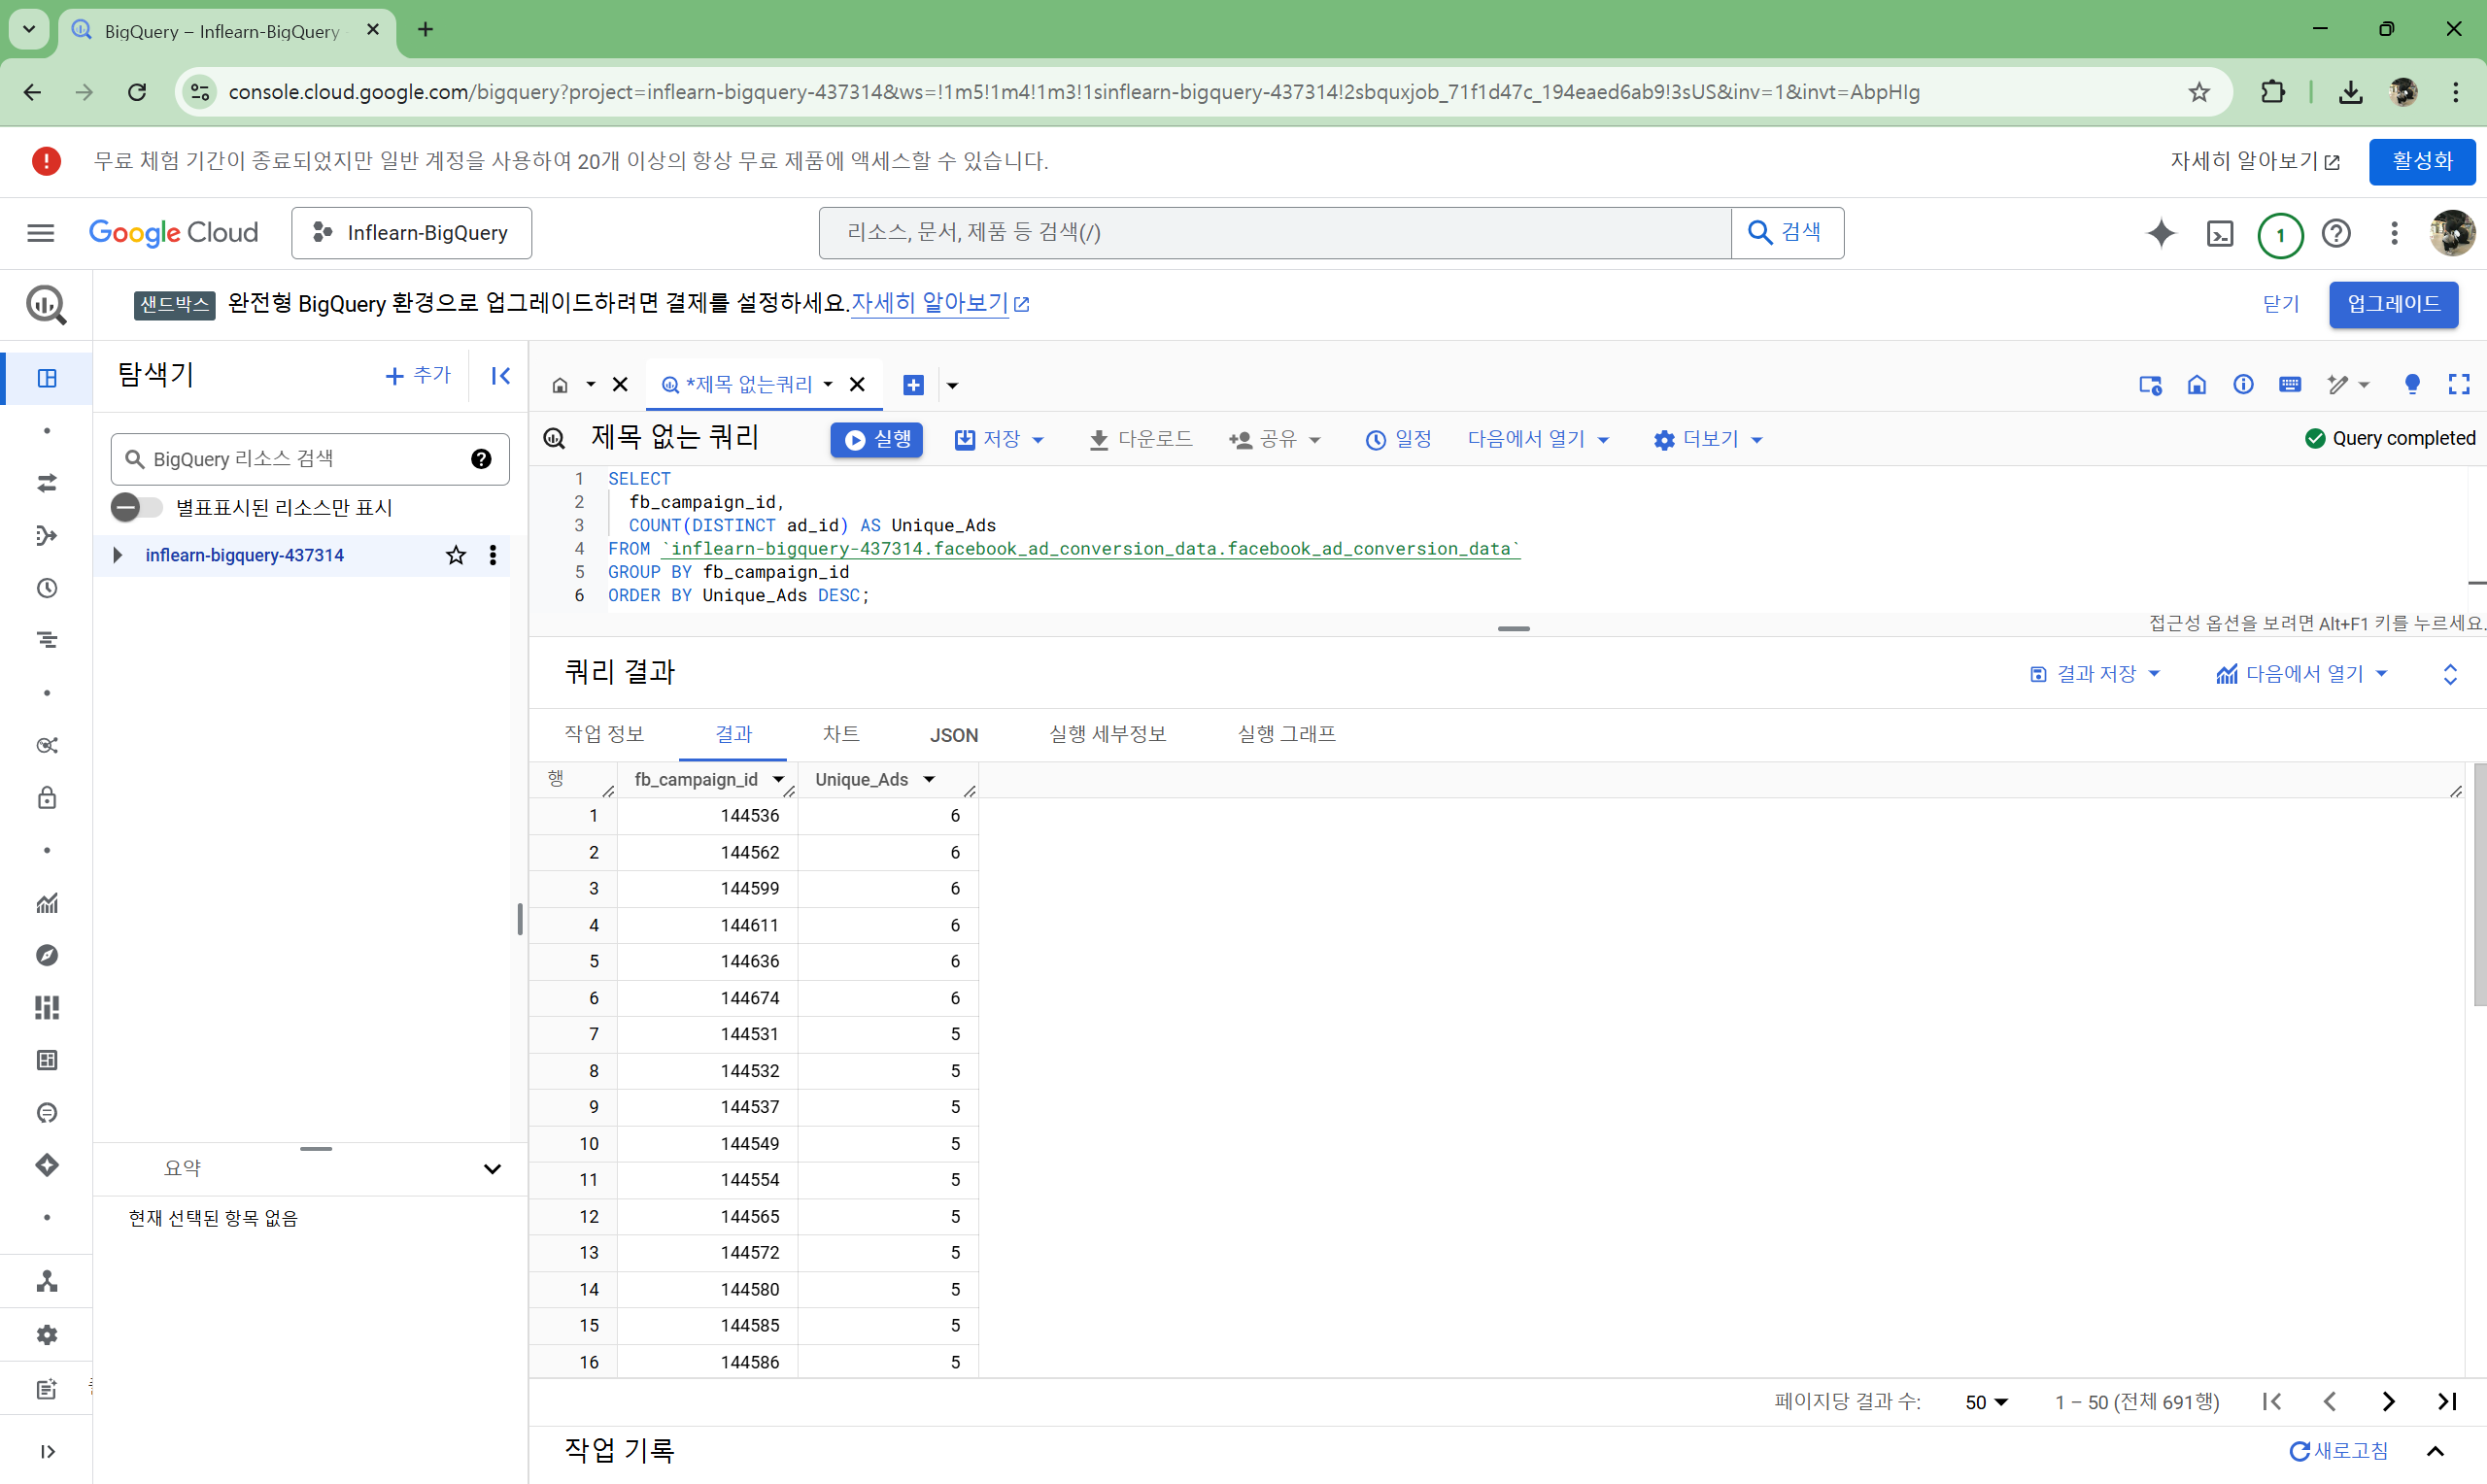 BigQuery – Inflearn-BigQuery
console.cloud.google.com/bigquery?project=inflearn-bigquery-437314&ws=!1m5!1m4!1m3!1sinflearn-bigquery-437314!2sbquxjob_71f1d47c_194eaed6ab9!3sUS&inv=1&invt=AbpHIg
무료 체험 기간이 종료되었지만 일반 계정을 사용하여 20개 이상의 항상 무료 제품에 액세스할 수 있습니다. 자세히 알아보기 활성화
Google Cloud Inflearn-BigQuery 리소스, 문서, 제품 등 검색(/) 검색 1
샌드박스 완전형 BigQuery 환경으로 업그레이드하려면 결제를 설정하세요.자세히 알아보기 닫기 업그레이드
탐색기 + 추가
BigQuery 리소스 검색
별표표시된 리소스만 표시
inflearn-bigquery-437314
요약
현재 선택된 항목 없음
*제목 없는쿼리
제목 없는 쿼리 실행 저장 다운로드 공유 일정 다음에서 열기 더보기 Query completed
1 SELECT
2 fb_campaign_id,
3 COUNT(DISTINCT ad_id) AS Unique_Ads
4 FROM `inflearn-bigquery-437314.facebook_ad_conversion_data.facebook_ad_conversion_data`
5 GROUP BY fb_campaign_id
6 ORDER BY Unique_Ads DESC;
접근성 옵션을 보려면 Alt+F1 키를 누르세요.
쿼리 결과 결과 저장 다음에서 열기
작업 정보 결과 차트 JSON 실행 세부정보 실행 그래프
행 fb_campaign_id Unique_Ads
1 144536 6
2 144562 6
3 144599 6
4 144611 6
5 144636 6
6 144674 6
7 144531 5
8 144532 5
9 144537 5
10 144549 5
11 144554 5
12 144565 5
13 144572 5
14 144580 5
15 144585 5
16 144586 5
페이지당 결과 수: 50 1 – 50 (전체 691행)
작업 기록 새로고침